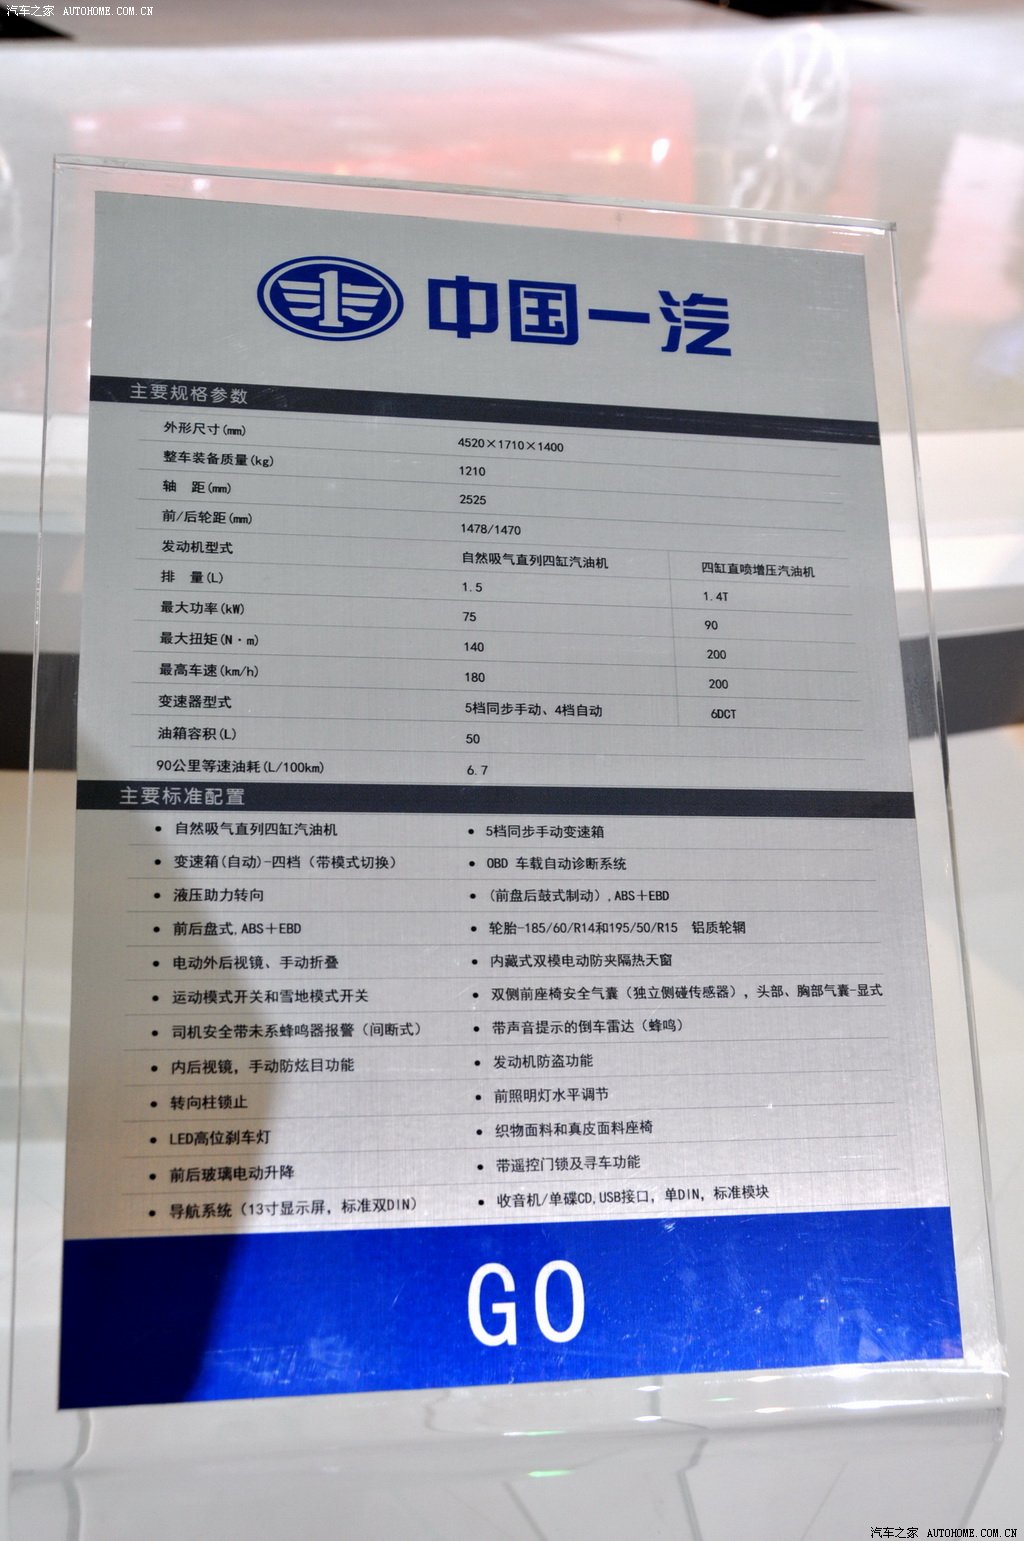 汽车之家 AUTOHOME.COM.CN
中国一汽
主要规格参数
外形尺寸(mm) 4520×1710×1400
整车装备质量(kg) 1210
轴 距(mm) 2525
前/后轮距(mm) 1478/1470
发动机型式 自然吸气直列四缸汽油机 四缸直喷增压汽油机
排 量(L) 1.5 1.4T
最大功率(kW) 75 90
最大扭矩(N·m) 140 200
最高车速(km/h) 180 200
变速器型式 5档同步手动、4档自动 6DCT
油箱容积(L) 50
90公里等速油耗(L/100km) 6.7
主要标准配置
• 自然吸气直列四缸汽油机 • 5档同步手动变速箱
• 变速箱(自动)-四档（带模式切换） • OBD 车载自动诊断系统
• 液压助力转向 • (前盘后鼓式制动）,ABS+EBD
• 前后盘式,ABS+EBD • 轮胎-185/60/R14和195/50/R15 铝质轮辋
• 电动外后视镜、手动折叠 • 内藏式双模电动防夹隔热天窗
• 运动模式开关和雪地模式开关 • 双侧前座椅安全气囊（独立侧碰传感器），头部、胸部气囊-显式
• 司机安全带未系蜂鸣器报警（间断式） • 带声音提示的倒车雷达（蜂鸣）
• 内后视镜，手动防炫目功能 • 发动机防盗功能
• 转向柱锁止 • 前照明灯水平调节
• LED高位刹车灯 • 织物面料和真皮面料座椅
• 前后玻璃电动升降 • 带遥控门锁及寻车功能
• 导航系统（13寸显示屏，标准双DIN） • 收音机/单碟CD,USB接口，单DIN，标准模块
GO
汽车之家 AUTOHOME.COM.CN